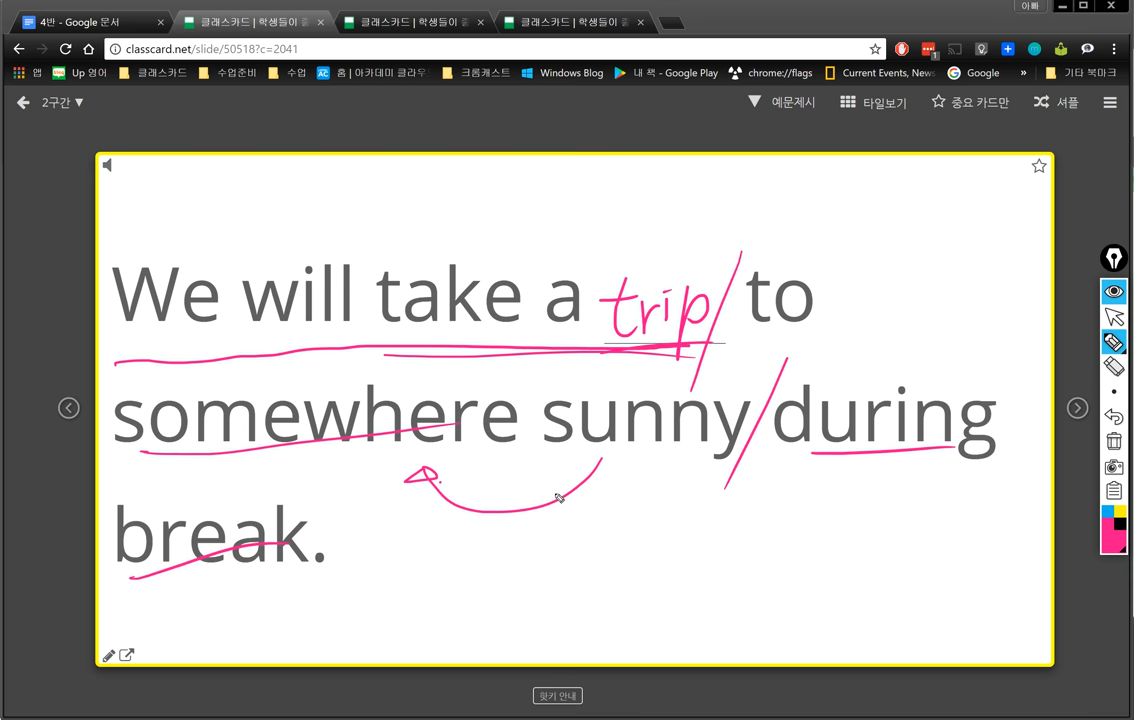 아빠
4반 - Google 문서
클래스카드 | 학생들이 클
클래스카드 | 학생들이 클
클래스카드 | 학생들이 클
classcard.net/slide/50518?c=2041
앱 Up 영어 클래스카드 수업준비 수업 홈 | 아카데미 클라우 크롬캐스트 Windows Blog 내 책 - Google Play chrome://flags Current Events, News Google » 기타 북마크
2구간 ▼ ▼ 예문제시 타일보기 중요 카드만 셔플
We will take a trip to
somewhere sunny during
break.
핫키 안내